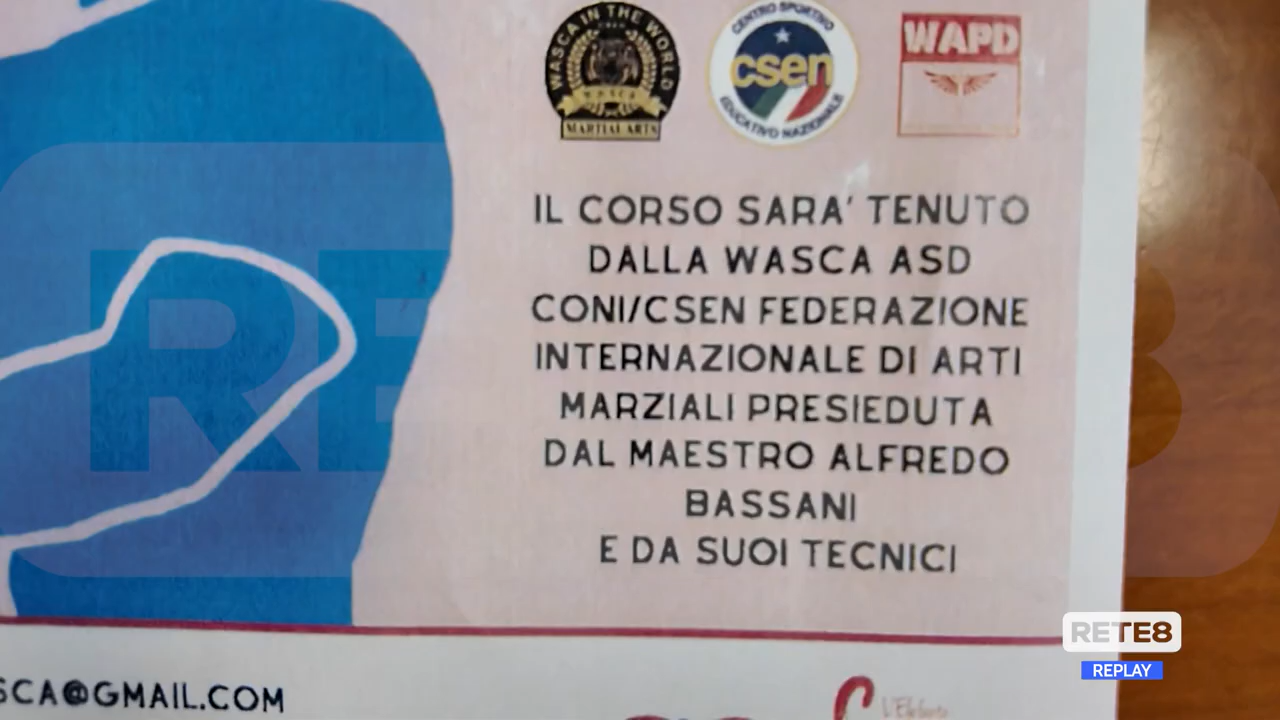 WASCA IN THE WORLD
WASCA
MARTIAL ARTS
CENTRO SPORTIVO
csen
EDUCATIVO NAZIONALE
WAPD
IL CORSO SARA' TENUTO
DALLA WASCA ASD
CONI/CSEN FEDERAZIONE
INTERNAZIONALE DI ARTI
MARZIALI PRESIEDUTA
DAL MAESTRO ALFREDO
BASSANI
E DA SUOI TECNICI
RETE8
REPLAY
SCA@GMAIL.COM